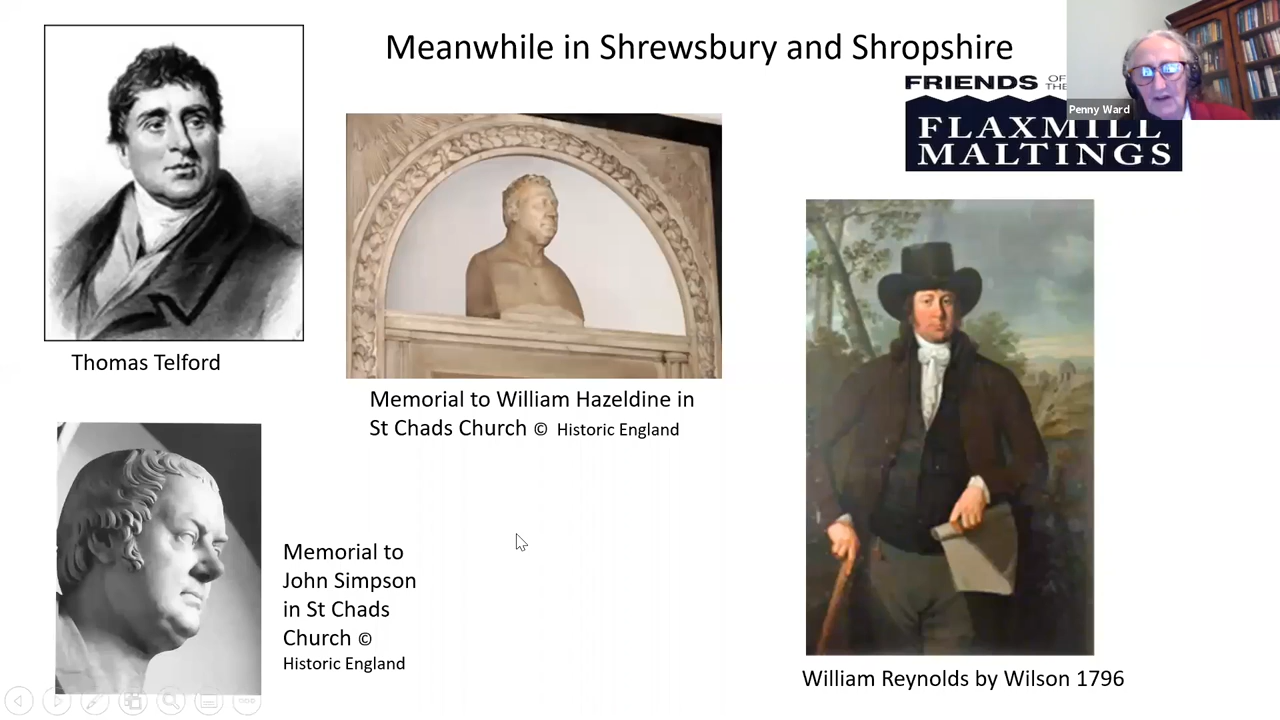 Meanwhile in Shrewsbury and Shropshire
FRIENDS OF THE
FLAXMILL
MALTINGS
Penny Ward
Thomas Telford
Memorial to William Hazeldine in
St Chads Church © Historic England
Memorial to
John Simpson
in St Chads
Church ©
Historic England
William Reynolds by Wilson 1796